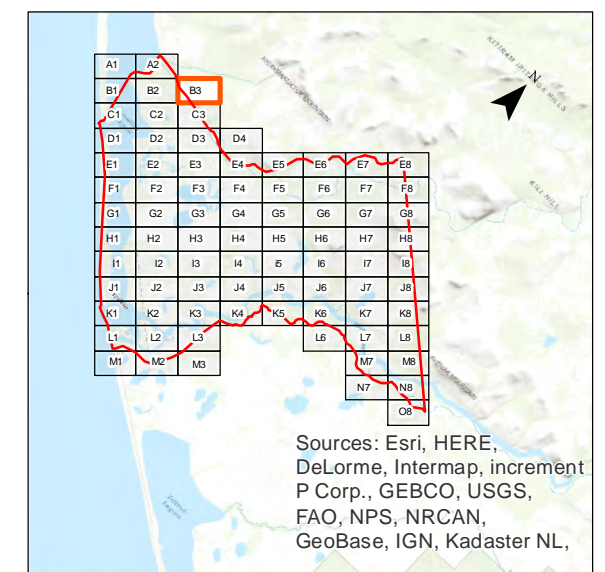 A1 A2
B1 B2 B3
C1 C2 C3
D1 D2 D3 D4
E1 E2 E3 E4 E5 E6 E7 E8
F1 F2 F3 F4 F5 F6 F7 F8
G1 G2 G3 G4 G5 G6 G7 G8
H1 H2 H3 H4 H5 H6 H7 H8
I1 I2 I3 I4 i5 I6 I7 I8
J1 J2 J3 J4 J5 J6 J7 J8
K1 K2 K3 K4 K5 K6 K7 K8
L1 L2 L3 L6 L7 L8
M1 M2 M3 M7 M8
N7 N8
O8
N
HILLS
KILI HILL
Sources: Esri, HERE,
DeLorme, Intermap, increment
P Corp., GEBCO, USGS,
FAO, NPS, NRCAN,
GeoBase, IGN, Kadaster NL,